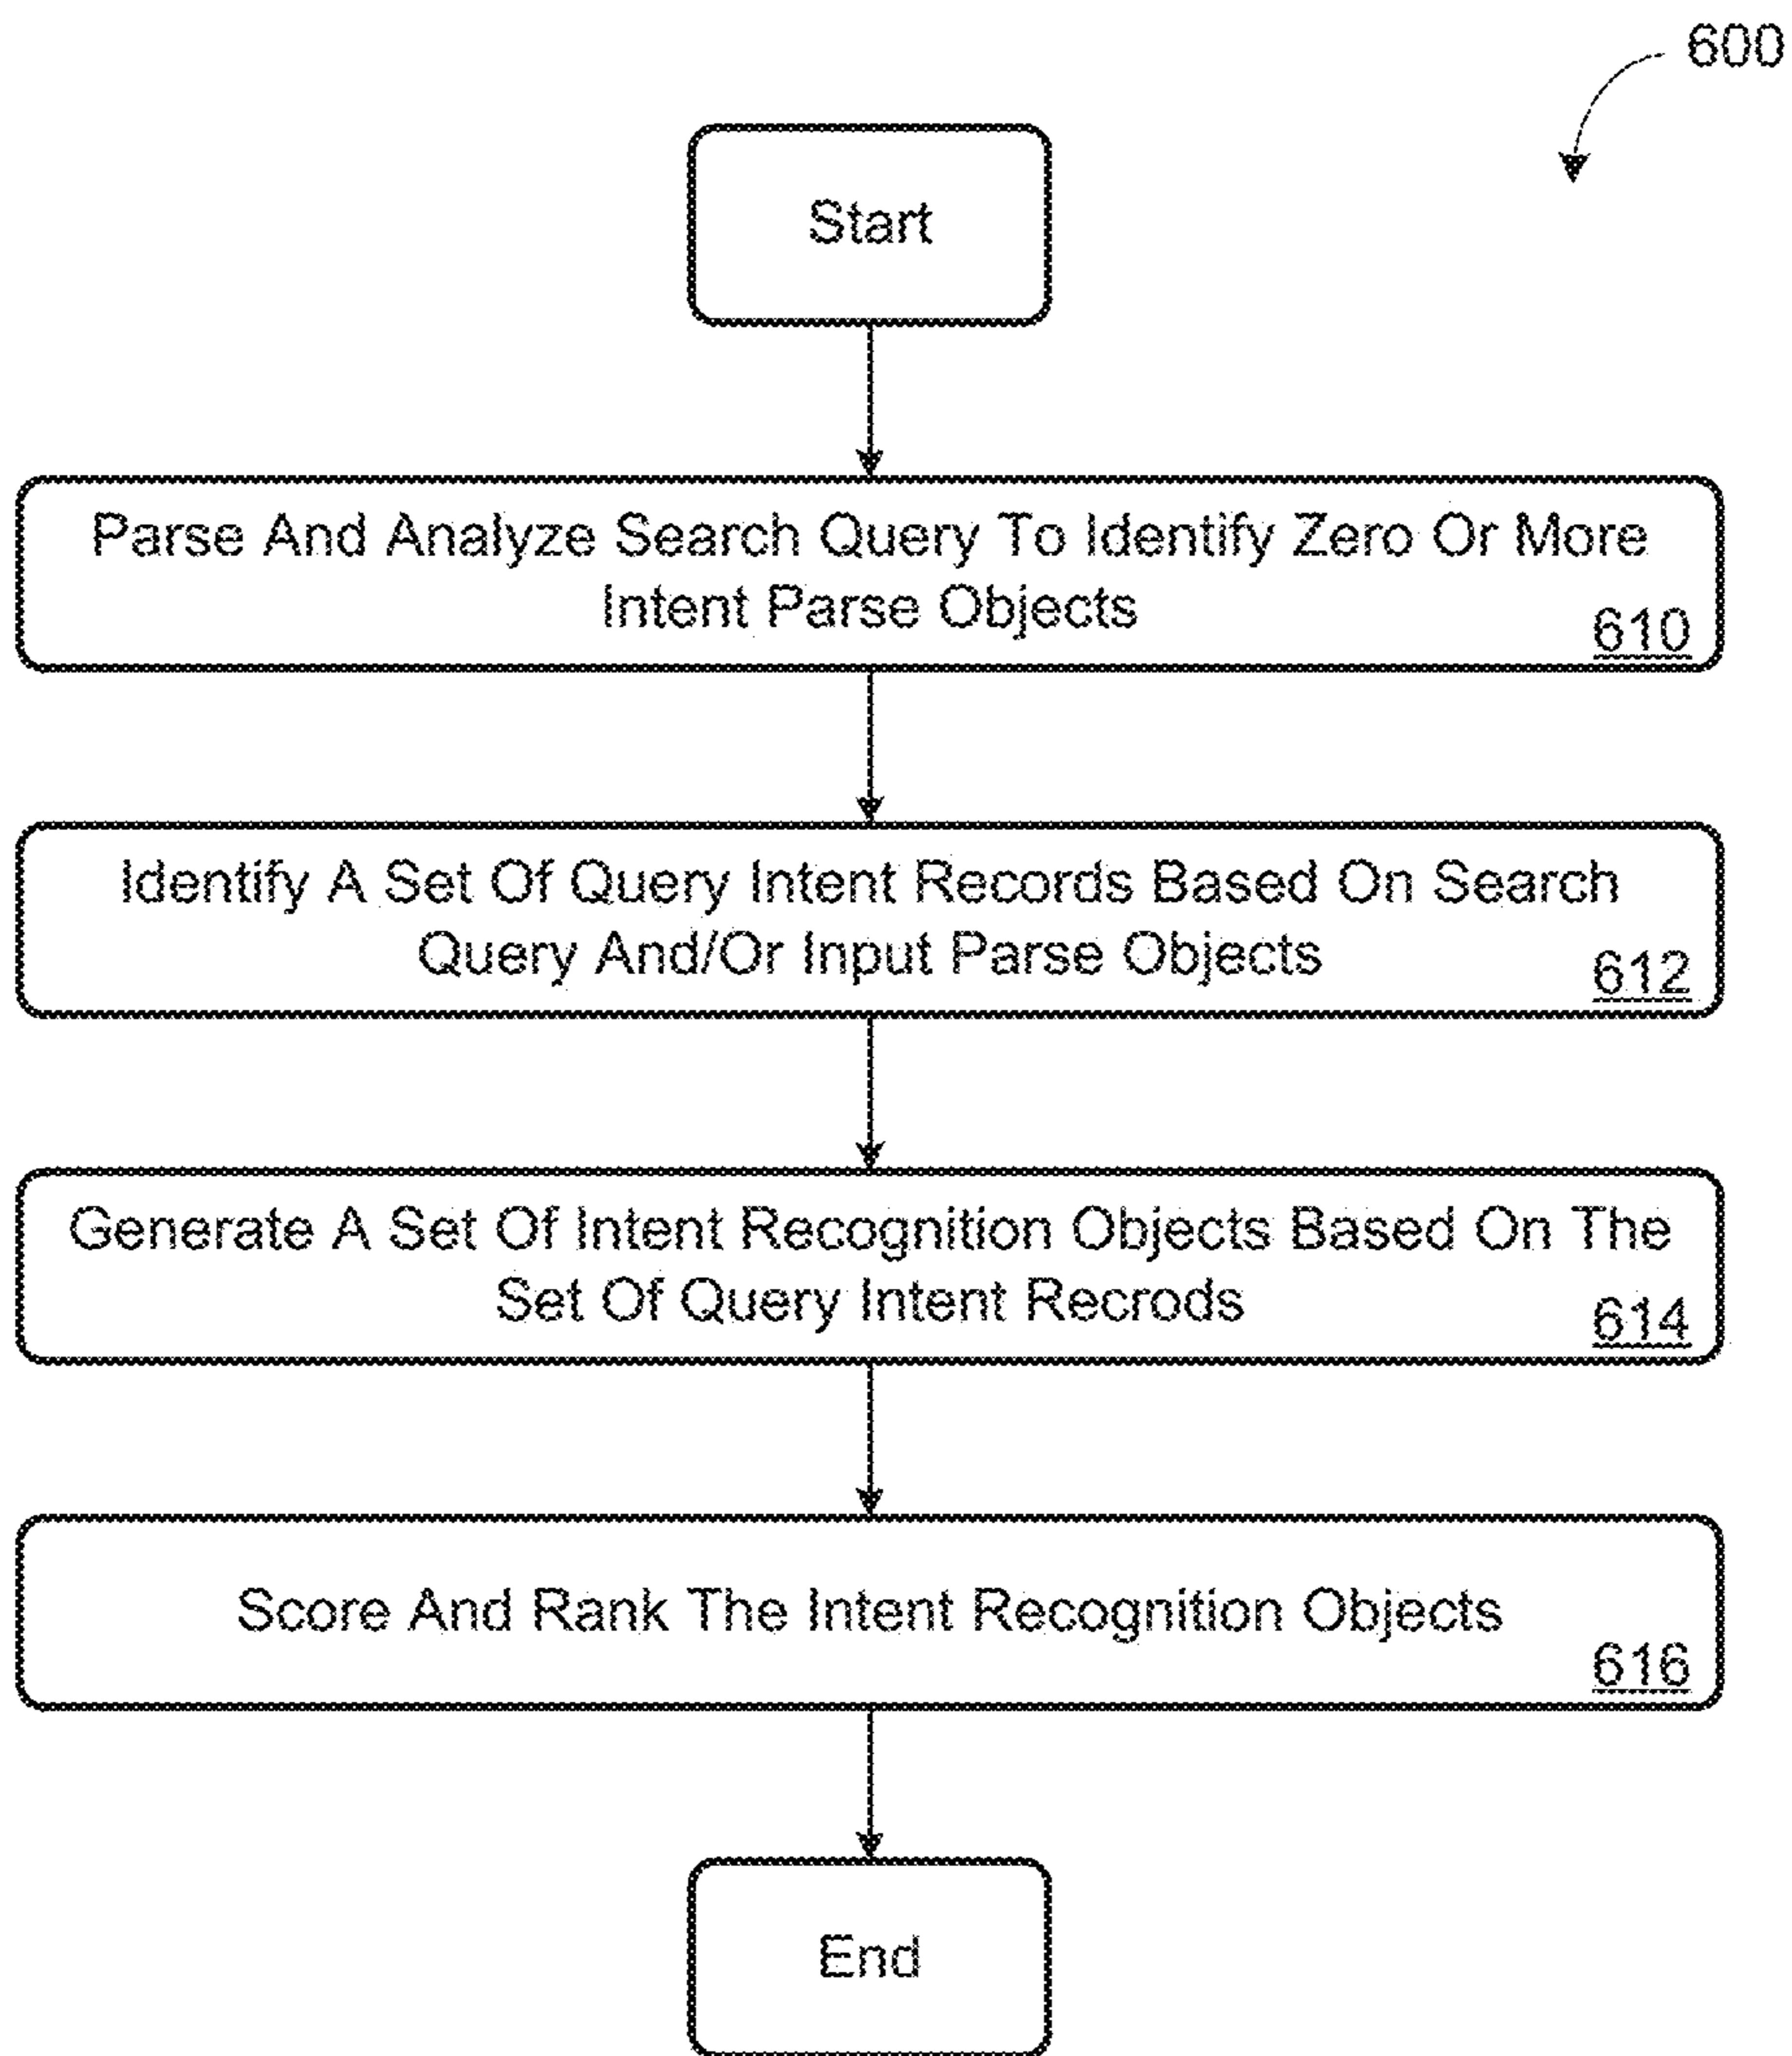 600
Start
Parse And Analyze Search Query To Identify Zero Or More
Intent Parse Objects
610
Identify A Set Of Query Intent Records Based On Search
Query And/Or Input Parse Objects
612
Generate A Set Of Intent Recognition Objects Based On The
Set Of Query Intent Recrods
614
Score And Rank The Intent Recognition Objects
616
End